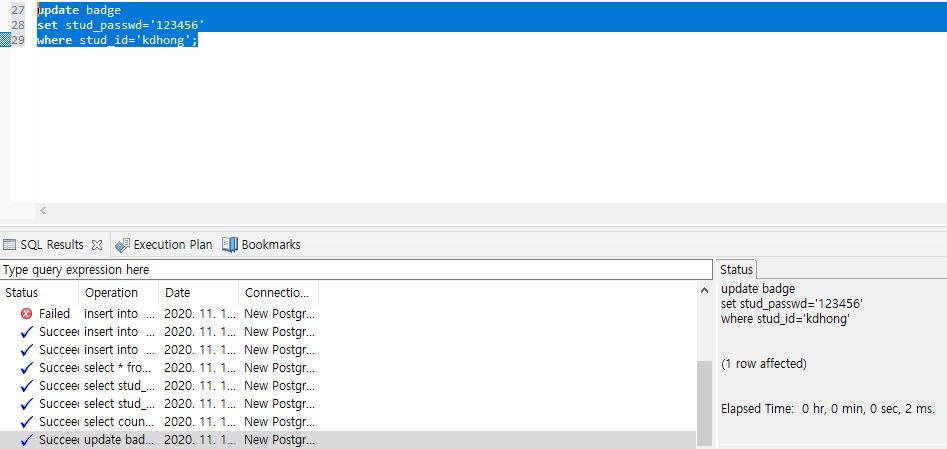 27 update badge
28 set stud_passwd='123456'
29 where stud_id='kdhong';
SQL Results
Execution Plan
Bookmarks
Type query expression here
Status
Status Operation Date Connectio...
Failed insert into ... 2020. 11. 1... New Postgr...
Succee insert into ... 2020. 11. 1... New Postgr...
Succee insert into ... 2020. 11. 1... New Postgr...
Succee select * fro... 2020. 11. 1... New Postgr...
Succee select stud_... 2020. 11. 1... New Postgr...
Succee select stud_... 2020. 11. 1... New Postgr...
Succee select coun... 2020. 11. 1... New Postgr...
Succee update bad... 2020. 11. 1... New Postgr...
update badge
set stud_passwd='123456'
where stud_id='kdhong'
(1 row affected)
Elapsed Time:  0 hr, 0 min, 0 sec, 2 ms.